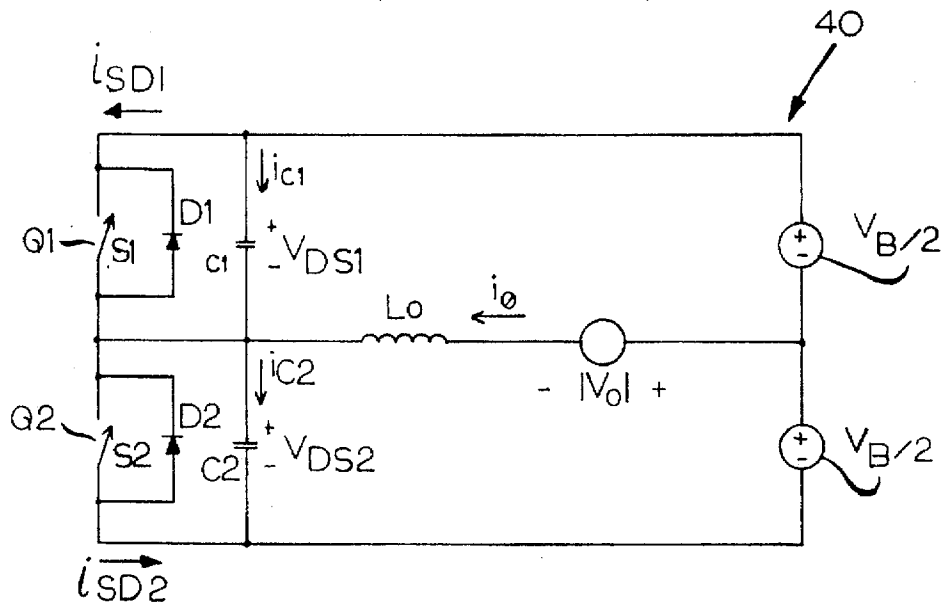 40
iSD1
iC1
D1
Q1
S1
C1
+
- VDS1
+
-
VB/2
Lo
iø
iC2
- |Vo| +
D2
Q2
S2
C2
+
- VDS2
+
-
VB/2
iSD2